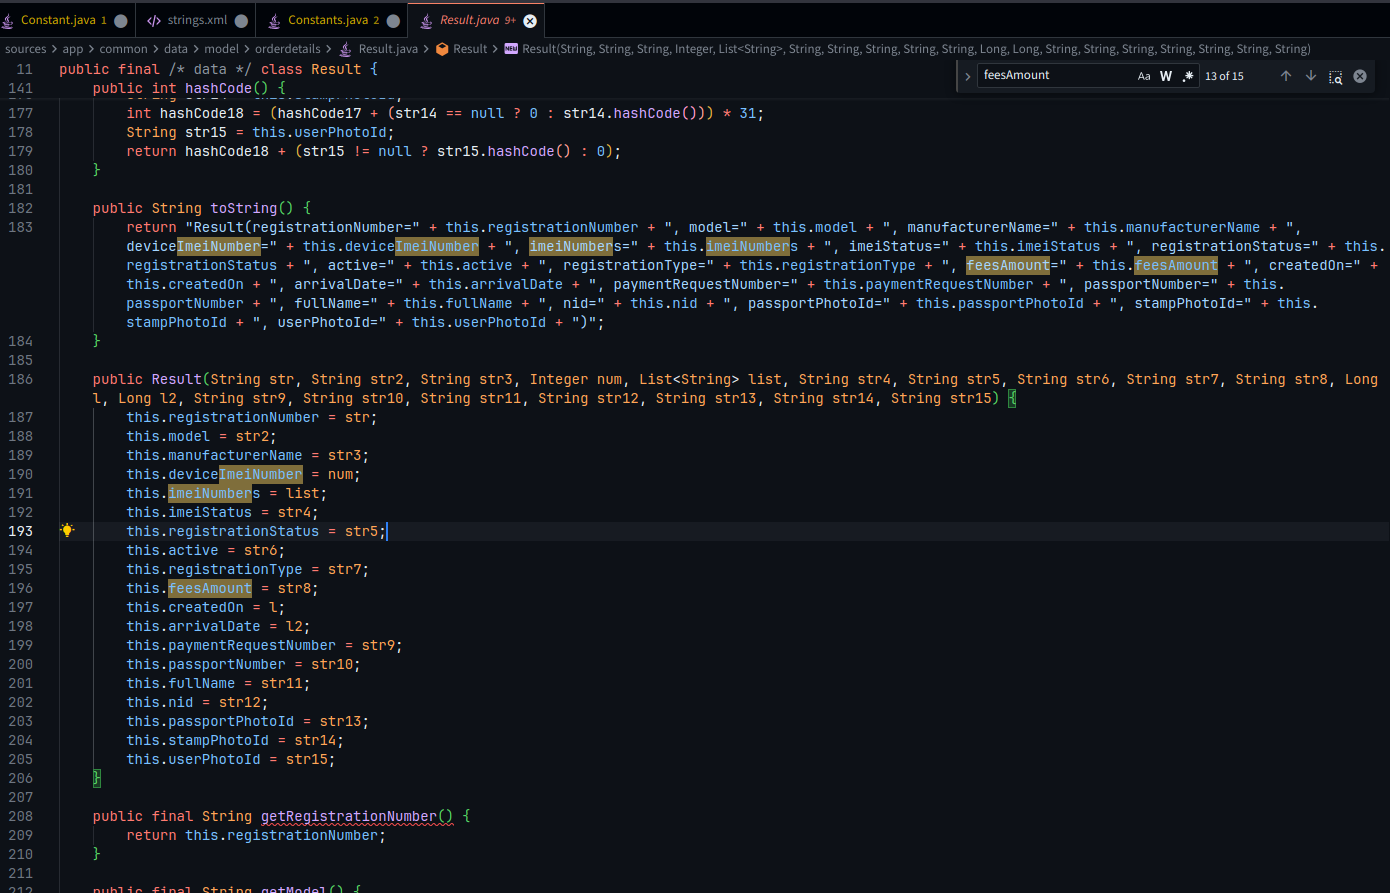 Constant.java 1
strings.xml
Constants.java 2
Result.java 9+
sources > app > common > data > model > orderdetails > Result.java > Result > Result(String, String, String, Integer, List<String>, String, String, String, String, String, Long, Long, String, String, String, String, String, String, String)
feesAmount Aa W .* 13 of 15
11 public final /* data */ class Result {
141 public int hashCode() {
177 int hashCode18 = (hashCode17 + (str14 == null ? 0 : str14.hashCode())) * 31;
178 String str15 = this.userPhotoId;
179 return hashCode18 + (str15 != null ? str15.hashCode() : 0);
180 }
181
182 public String toString() {
183 return "Result(registrationNumber=" + this.registrationNumber + ", model=" + this.model + ", manufacturerName=" + this.manufacturerName + ",
deviceImeiNumber=" + this.deviceImeiNumber + ", imeiNumbers=" + this.imeiNumbers + ", imeiStatus=" + this.imeiStatus + ", registrationStatus=" + this.
registrationStatus + ", active=" + this.active + ", registrationType=" + this.registrationType + ", feesAmount=" + this.feesAmount + ", createdOn=" +
this.createdOn + ", arrivalDate=" + this.arrivalDate + ", paymentRequestNumber=" + this.paymentRequestNumber + ", passportNumber=" + this.
passportNumber + ", fullName=" + this.fullName + ", nid=" + this.nid + ", passportPhotoId=" + this.passportPhotoId + ", stampPhotoId=" + this.
stampPhotoId + ", userPhotoId=" + this.userPhotoId + ")";
184 }
185
186 public Result(String str, String str2, String str3, Integer num, List<String> list, String str4, String str5, String str6, String str7, String str8, Long
l, Long l2, String str9, String str10, String str11, String str12, String str13, String str14, String str15) {
187 this.registrationNumber = str;
188 this.model = str2;
189 this.manufacturerName = str3;
190 this.deviceImeiNumber = num;
191 this.imeiNumbers = list;
192 this.imeiStatus = str4;
193 this.registrationStatus = str5;
194 this.active = str6;
195 this.registrationType = str7;
196 this.feesAmount = str8;
197 this.createdOn = l;
198 this.arrivalDate = l2;
199 this.paymentRequestNumber = str9;
200 this.passportNumber = str10;
201 this.fullName = str11;
202 this.nid = str12;
203 this.passportPhotoId = str13;
204 this.stampPhotoId = str14;
205 this.userPhotoId = str15;
206 }
207
208 public final String getRegistrationNumber() {
209 return this.registrationNumber;
210 }
211
212 public final String getModel() {